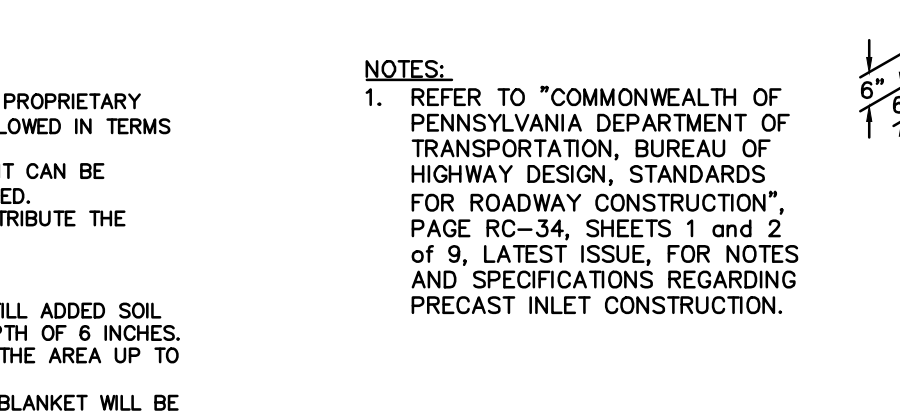 PROPRIETARY
LOWED IN TERMS
IT CAN BE
ED.
TRIBUTE THE
ILL ADDED SOIL
PTH OF 6 INCHES.
THE AREA UP TO
BLANKET WILL BE
NOTES:
1. REFER TO "COMMONWEALTH OF
PENNSYLVANIA DEPARTMENT OF
TRANSPORTATION, BUREAU OF
HIGHWAY DESIGN, STANDARDS
FOR ROADWAY CONSTRUCTION",
PAGE RC-34, SHEETS 1 and 2
of 9, LATEST ISSUE, FOR NOTES
AND SPECIFICATIONS REGARDING
PRECAST INLET CONSTRUCTION.
6"